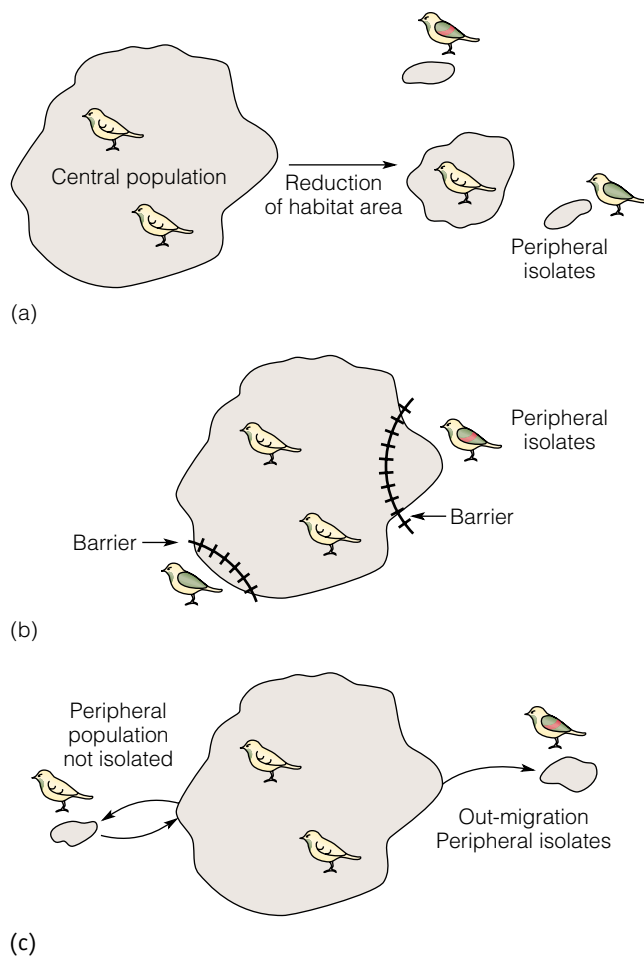 Central population
Reduction
of habitat area
Peripheral
isolates
(a)
Peripheral
isolates
Barrier
Barrier
(b)
Peripheral
population
not isolated
Out-migration
Peripheral isolates
(c)